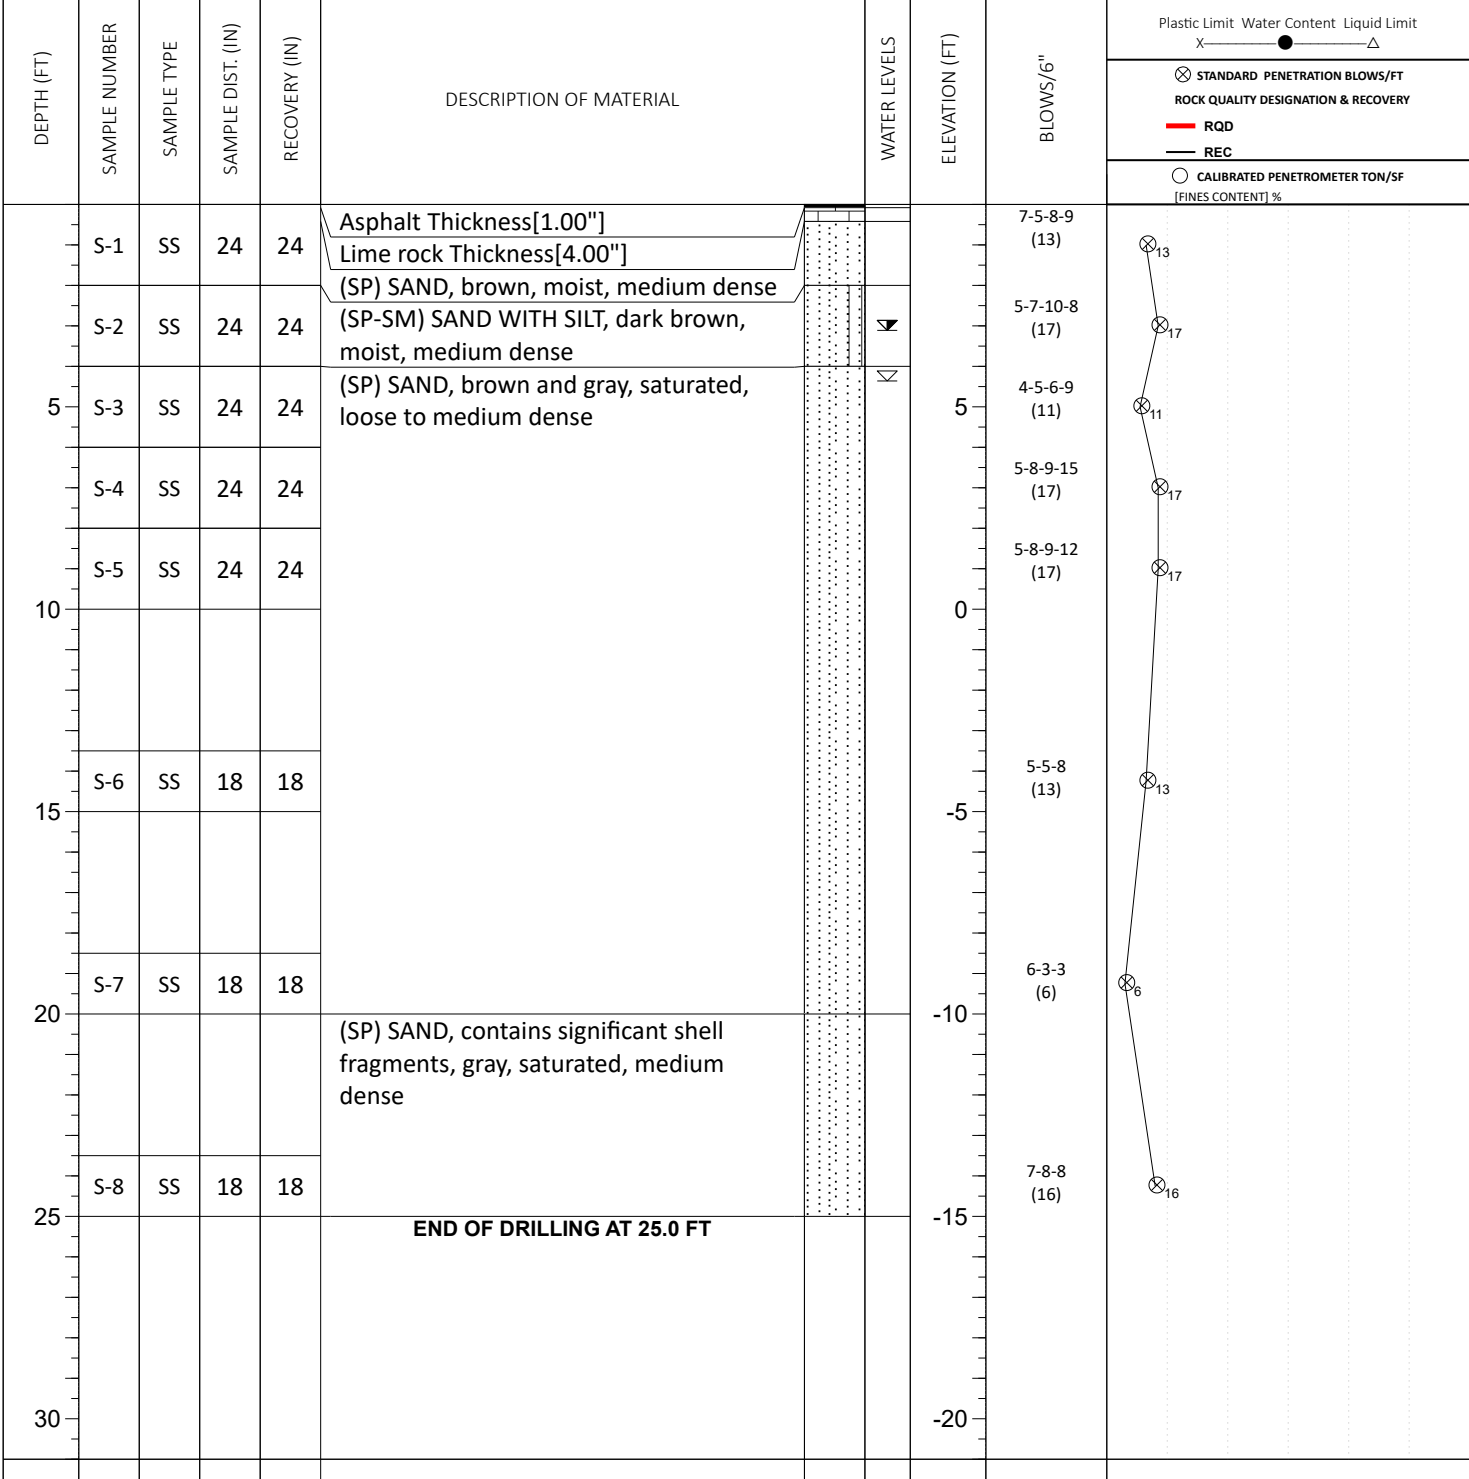 DEPTH (FT)
SAMPLE NUMBER
SAMPLE TYPE
SAMPLE DIST. (IN)
RECOVERY (IN)
DESCRIPTION OF MATERIAL
WATER LEVELS
ELEVATION (FT)
BLOWS/6"
Plastic Limit Water Content Liquid Limit
X
STANDARD PENETRATION BLOWS/FT
ROCK QUALITY DESIGNATION & RECOVERY
RQD
REC
CALIBRATED PENETROMETER TON/SF
[FINES CONTENT] %
S-1 SS 24 24
Asphalt Thickness[1.00"]
Lime rock Thickness[4.00"]
(SP) SAND, brown, moist, medium dense
7-5-8-9
(13)
13
S-2 SS 24 24
(SP-SM) SAND WITH SILT, dark brown,
moist, medium dense
5-7-10-8
(17)
17
5 S-3 SS 24 24
(SP) SAND, brown and gray, saturated,
loose to medium dense
5
4-5-6-9
(11)
11
S-4 SS 24 24
5-8-9-15
(17)
17
S-5 SS 24 24
5-8-9-12
(17)
17
10 0
S-6 SS 18 18
5-5-8
(13)
13
15 -5
S-7 SS 18 18
6-3-3
(6)
6
20 -10
(SP) SAND, contains significant shell
fragments, gray, saturated, medium
dense
S-8 SS 18 18
7-8-8
(16)
16
25 -15
END OF DRILLING AT 25.0 FT
30 -20